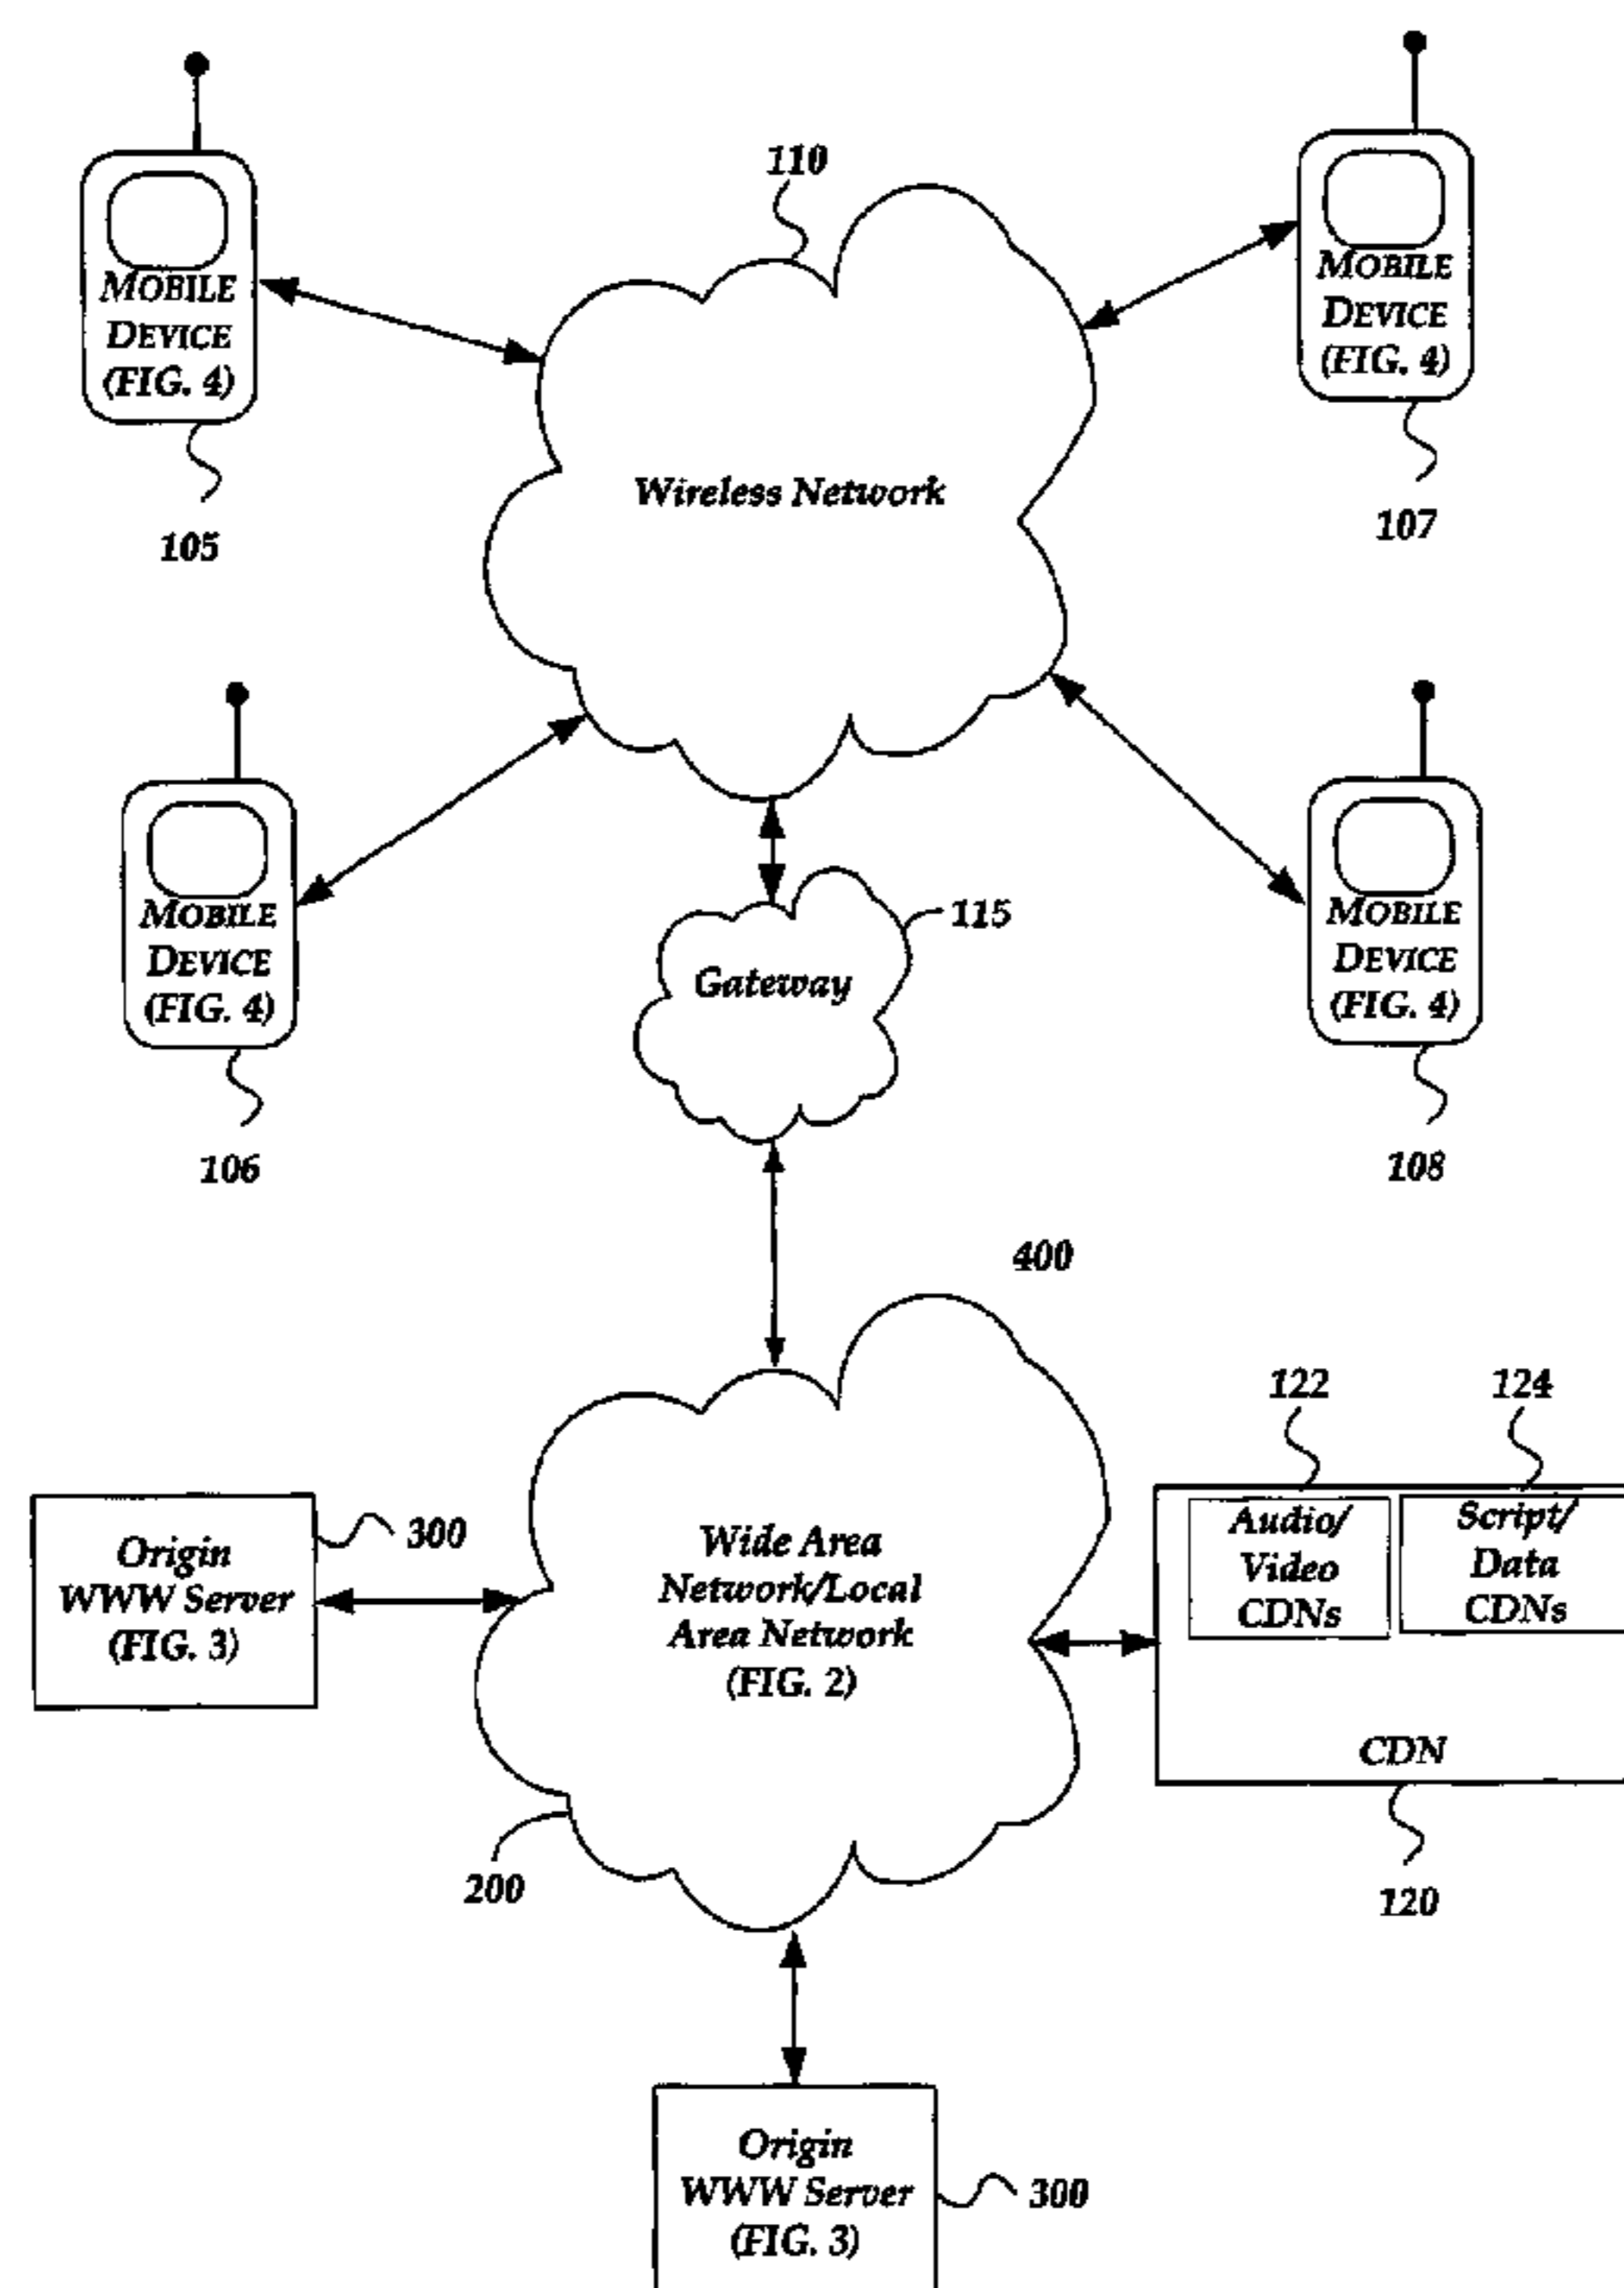 110
MOBILE
DEVICE
(FIG. 4)
105
MOBILE
DEVICE
(FIG. 4)
107
Wireless Network
MOBILE
DEVICE
(FIG. 4)
106
115
Gateway
MOBILE
DEVICE
(FIG. 4)
108
400
122
124
Origin
WWW Server
(FIG. 3)
300
Wide Area
Network/Local
Area Network
(FIG. 2)
200
Audio/
Video
CDNs
Script/
Data
CDNs
CDN
120
Origin
WWW Server
(FIG. 3)
300